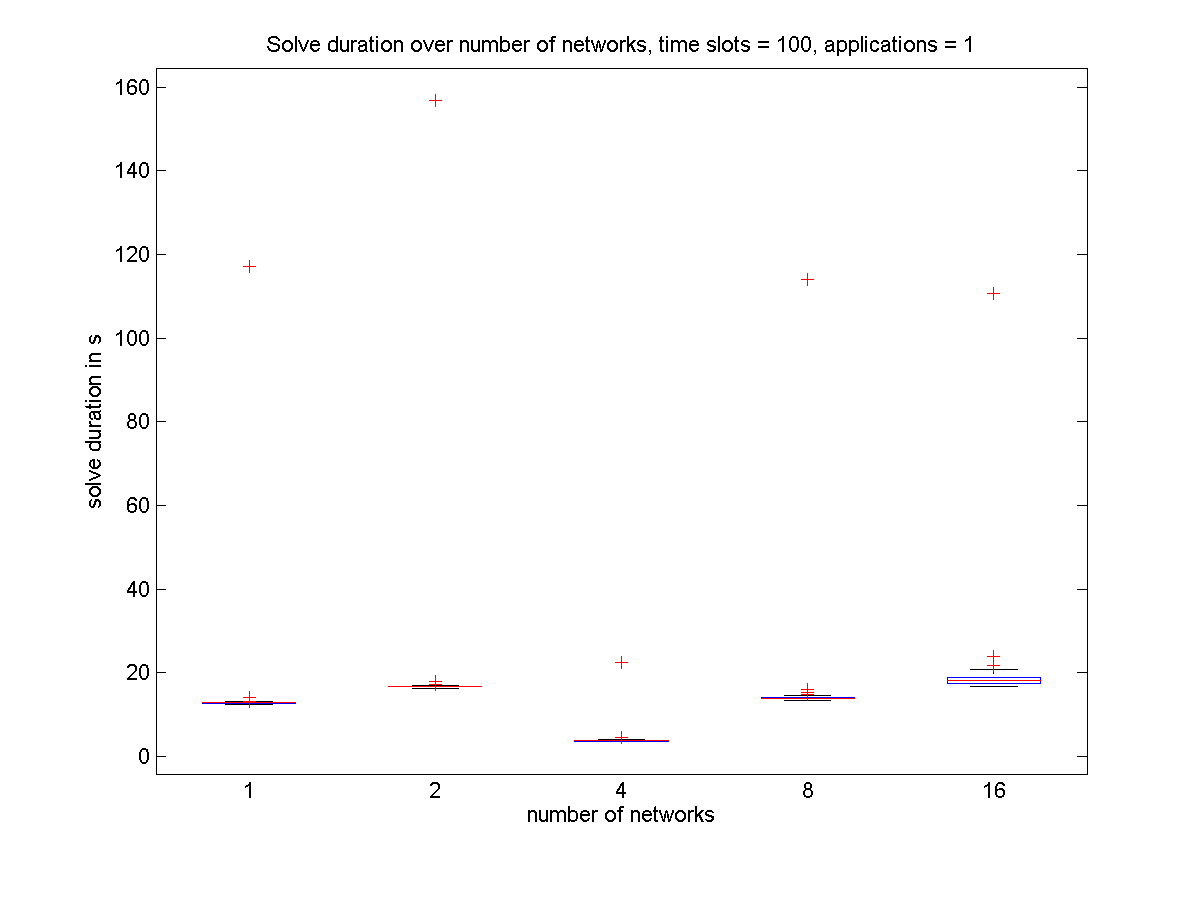 Solve duration over number of networks, time slots = 100, applications = 1
160
140
120
100
80
60
40
20
0
solve duration in s
1 2 4 8 16
number of networks